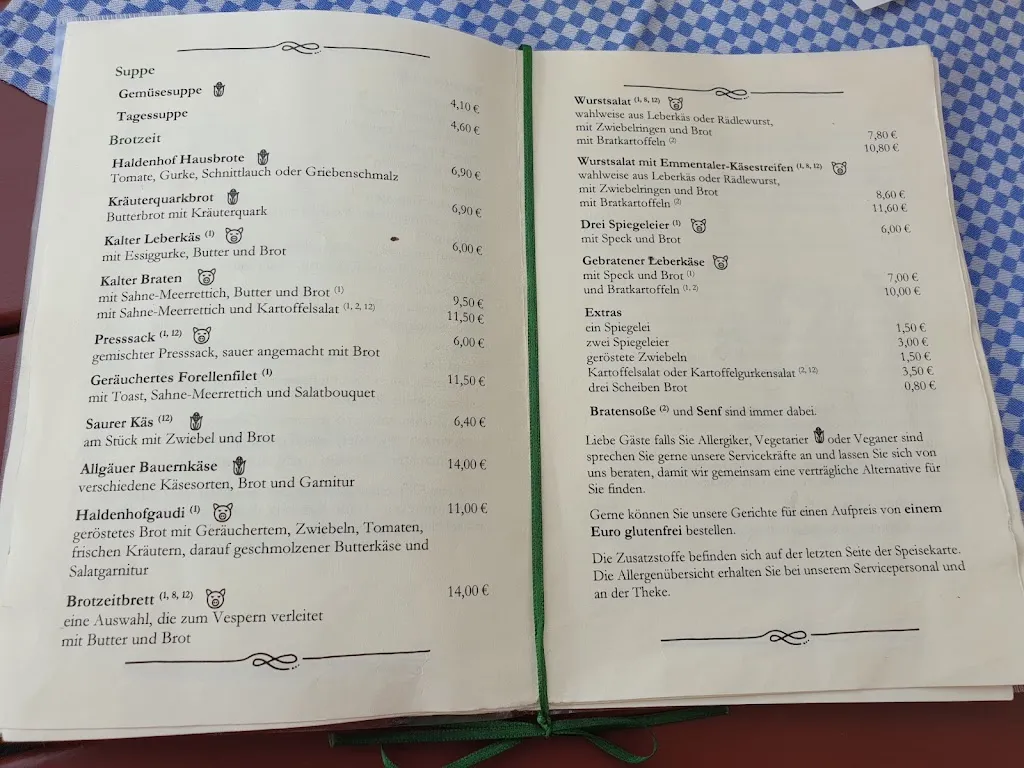 Suppe
Gemüsesuppe 4,10 €
Tagessuppe 4,60 €
Brotzeit
Haldenhof Hausbrote
Tomate, Gurke, Schnittlauch oder Griebenschmalz 6,90 €
Kräuterquarkbrot
Butterbrot mit Kräuterquark 6,90 €
Kalter Leberkäs (1)
mit Essiggurke, Butter und Brot 6,00 €
Kalter Braten
mit Sahne-Meerrettich, Butter und Brot (1) 9,50 €
mit Sahne-Meerrettich und Kartoffelsalat (1, 2, 12) 11,50 €
Presssack (1, 12) 6,00 €
gemischter Presssack, sauer angemacht mit Brot
Geräuchertes Forellenfilet (1) 11,50 €
mit Toast, Sahne-Meerrettich und Salatbouquet
Saurer Käs (12) 6,40 €
am Stück mit Zwiebel und Brot
Allgäuer Bauernkäse 14,00 €
verschiedene Käsesorten, Brot und Garnitur
Haldenhofgaudi (1) 11,00 €
geröstetes Brot mit Geräuchertem, Zwiebeln, Tomaten,
frischen Kräutern, darauf geschmolzener Butterkäse und
Salatgarnitur
Brotzeitbrett (1, 8, 12) 14,00 €
eine Auswahl, die zum Vespern verleitet
mit Butter und Brot
Wurstsalat (1, 8, 12)
wahlweise aus Leberkäs oder Rädlewurst,
mit Zwiebelringen und Brot 7,80 €
mit Bratkartoffeln (2) 10,80 €
Wurstsalat mit Emmentaler-Käsestreifen (1, 8, 12)
wahlweise aus Leberkäs oder Rädlewurst,
mit Zwiebelringen und Brot 8,60 €
mit Bratkartoffeln (2) 11,60 €
Drei Spiegeleier (1) 6,00 €
mit Speck und Brot
Gebratener Leberkäse
mit Speck und Brot (1) 7,00 €
und Bratkartoffeln (1, 2) 10,00 €
Extras
ein Spiegelei 1,50 €
zwei Spiegeleier 3,00 €
geröstete Zwiebeln 1,50 €
Kartoffelsalat oder Kartoffelgurkensalat (2, 12) 3,50 €
drei Scheiben Brot 0,80 €
Bratensoße (2) und Senf sind immer dabei.
Liebe Gäste falls Sie Allergiker, Vegetarier oder Veganer sind
sprechen Sie gerne unsere Servicekräfte an und lassen Sie sich von
uns beraten, damit wir gemeinsam eine verträgliche Alternative für
Sie finden.
Gerne können Sie unsere Gerichte für einen Aufpreis von einem
Euro glutenfrei bestellen.
Die Zusatzstoffe befinden sich auf der letzten Seite der Speisekarte.
Die Allergenübersicht erhalten Sie bei unserem Servicepersonal und
an der Theke.